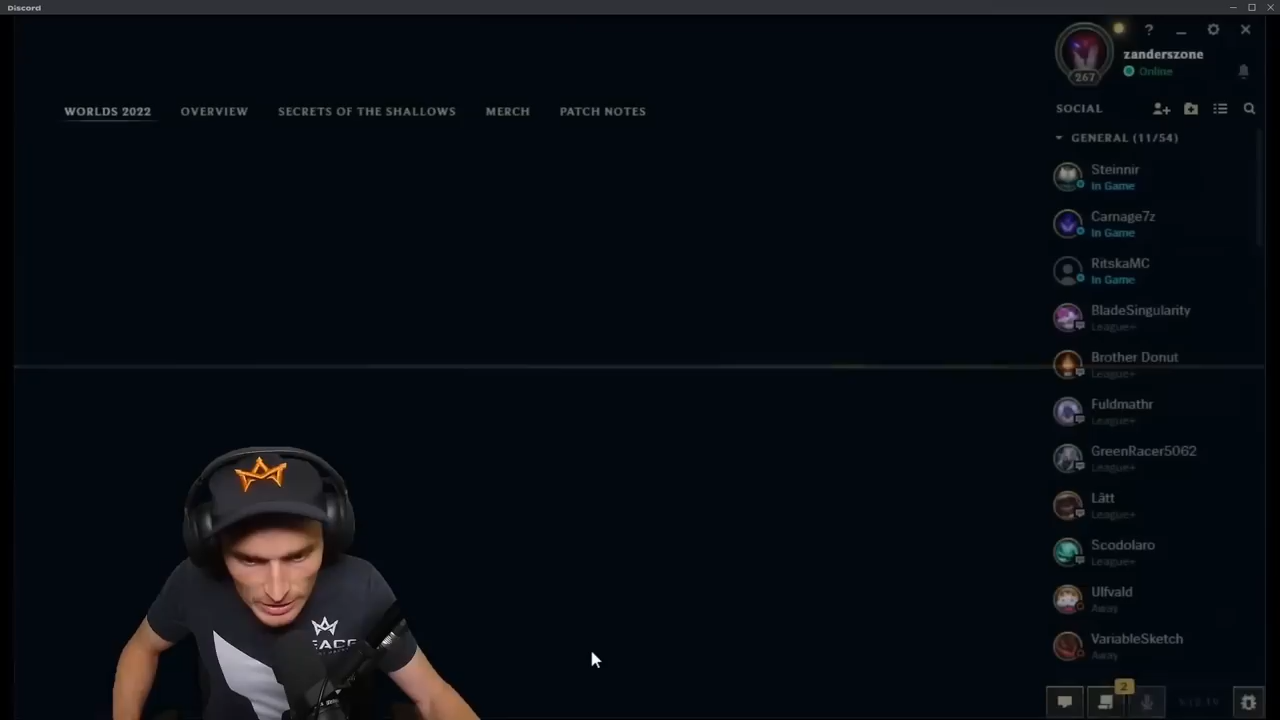 Discord
zanderszone
267
Online
WORLDS 2022 OVERVIEW SECRETS OF THE SHALLOWS MERCH PATCH NOTES
SOCIAL
GENERAL (11/54)
Steinnir
In Game
Carnage7z
In Game
RitskaMC
In Game
BladeSingularity
League+
Brother Donut
League+
Fuldmathr
League+
GreenRacer5062
League+
Lätt
League+
Scodolaro
League+
Ulfvald
Away
VariableSketch
Away
2